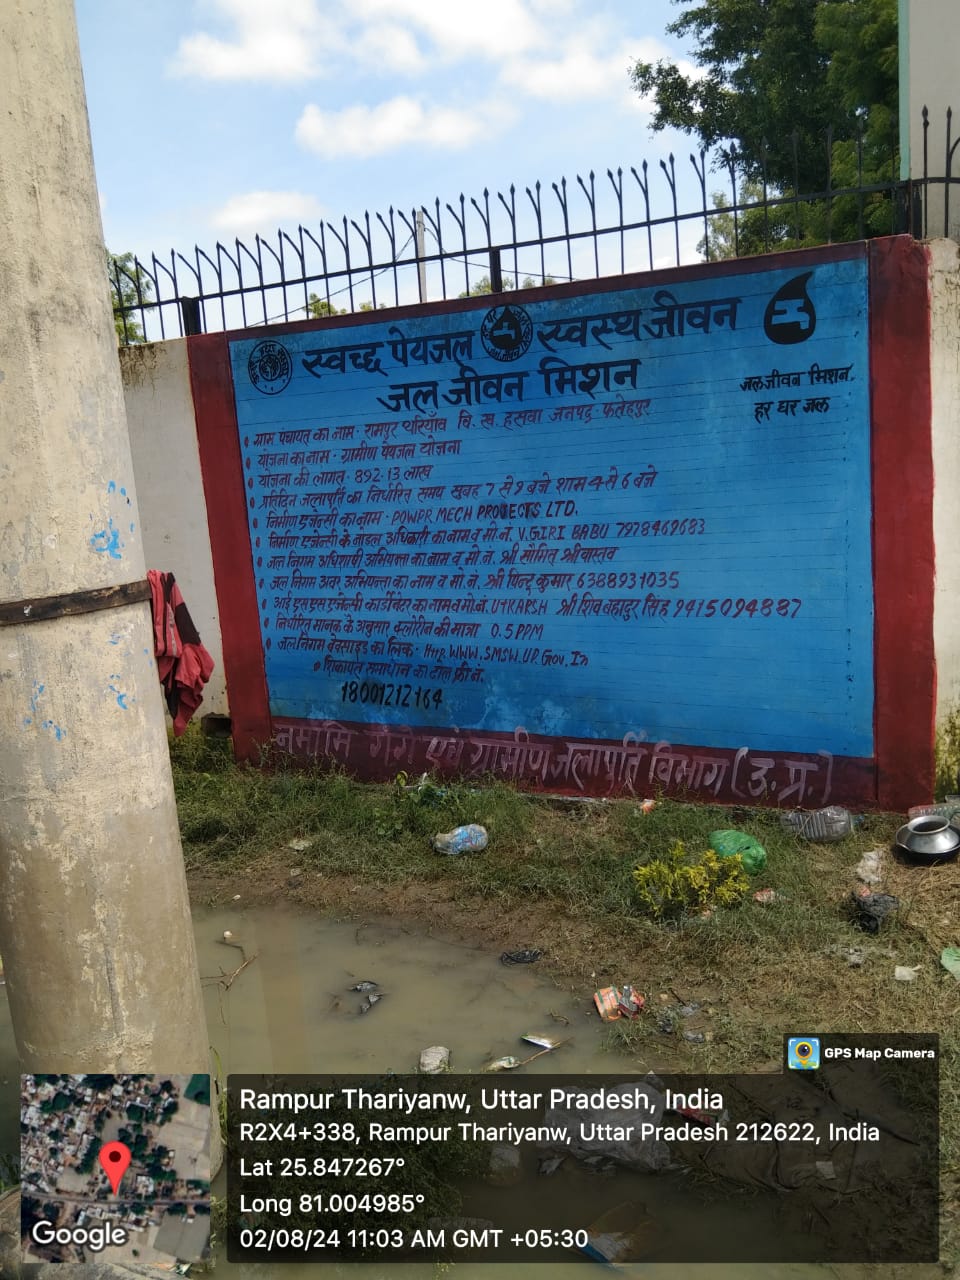 स्वच्छ पेयजल स्वस्थ जीवन
जल जीवन मिशन
जल जीवन मिशन,
हर घर जल
• ग्राम पंचायत का नाम - रामपुर थरियाँव वि. ख. हसवा जनपद - फतेहपुर
• योजना का नाम - ग्रामीण पेयजल योजना
• योजना की लागत - 892.13 लाख
• प्रतिदिन जलापूर्ति का निर्धारित समय सुबह 7 से 9 बजे शाम 4 से 6 बजे
• निर्माण एजेन्सी का नाम - POWPR MECH PROJECTS LTD.
• निर्माण एजेन्सी के नोडल अधिकारी का नाम व मो.नं. V.GIRI BABU 7978469683
• जल निगम अधिशाषी अभियन्ता का नाम व मो. नं. श्री सौमित श्रीवास्तव
• जल निगम अवर अभियन्ता का नाम व मो. नं. श्री पिन्टू कुमार 6388931035
• आई एस एस एजेन्सी कार्डिनेटर का नाम व मो.नं. UTKARSH श्री शिव बहादुर सिंह 9415094887
• निर्धारित मानक के अनुसार क्लोरीन की मात्रा 0.5 PPM
• जल निगम वेबसाइड का लिंक - Http WWW.SMSW.UP.Gov.In
• शिकायत समाधान का टोल फ्री नं.
18001212164
नमामि गंगे एवं ग्रामीण जलापूर्ति विभाग (उ.प्र.)
GPS Map Camera
Rampur Thariyanw, Uttar Pradesh, India
R2X4+338, Rampur Thariyanw, Uttar Pradesh 212622, India
Lat 25.847267°
Long 81.004985°
02/08/24 11:03 AM GMT +05:30
Google